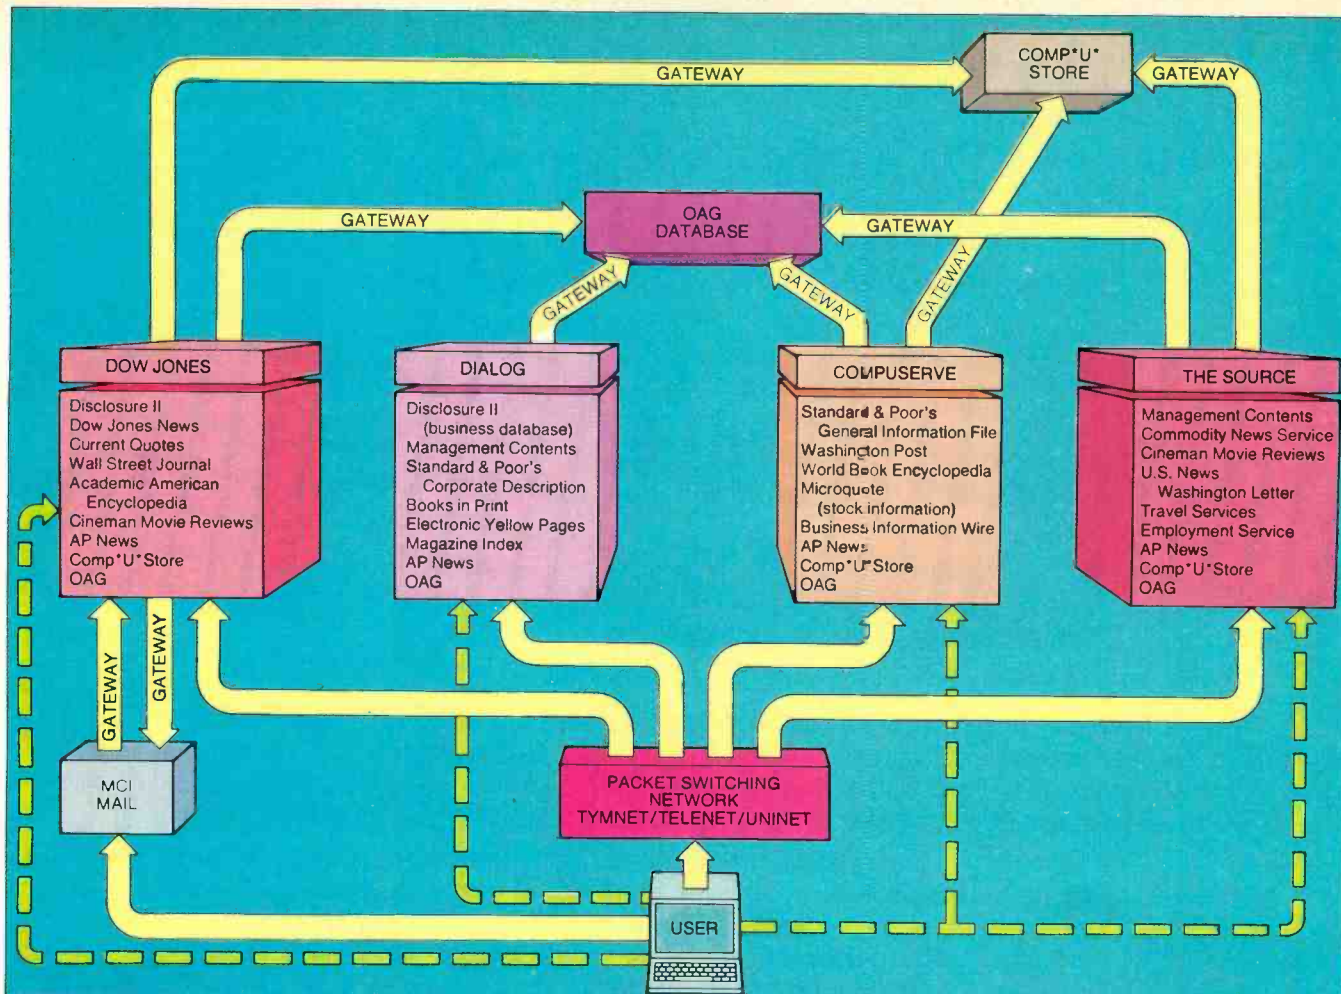 COMP*U*
STORE
GATEWAY
GATEWAY
OAG
DATABASE
GATEWAY
GATEWAY
GATEWAY
GATEWAY
GATEWAY
DOW JONES
Disclosure II
Dow Jones News
Current Quotes
Wall Street Journal
Academic American
Encyclopedia
Cineman Movie Reviews
AP News
Comp*U*Store
OAG
DIALOG
Disclosure II
(business database)
Management Contents
Standard & Poor's
Corporate Description
Books in Print
Electronic Yellow Pages
Magazine Index
AP News
OAG
COMPUSERVE
Standard & Poor's
General Information File
Washington Post
World Book Encyclopedia
Microquote
(stock information)
Business Information Wire
AP News
Comp*U*Store
OAG
THE SOURCE
Management Contents
Commodity News Service
Cineman Movie Reviews
U.S. News
Washington Letter
Travel Services
Employment Service
AP News
Comp*U*Store
OAG
GATEWAY
GATEWAY
MCI
MAIL
PACKET SWITCHING
NETWORK
TYMNET/TELENET/UNINET
USER